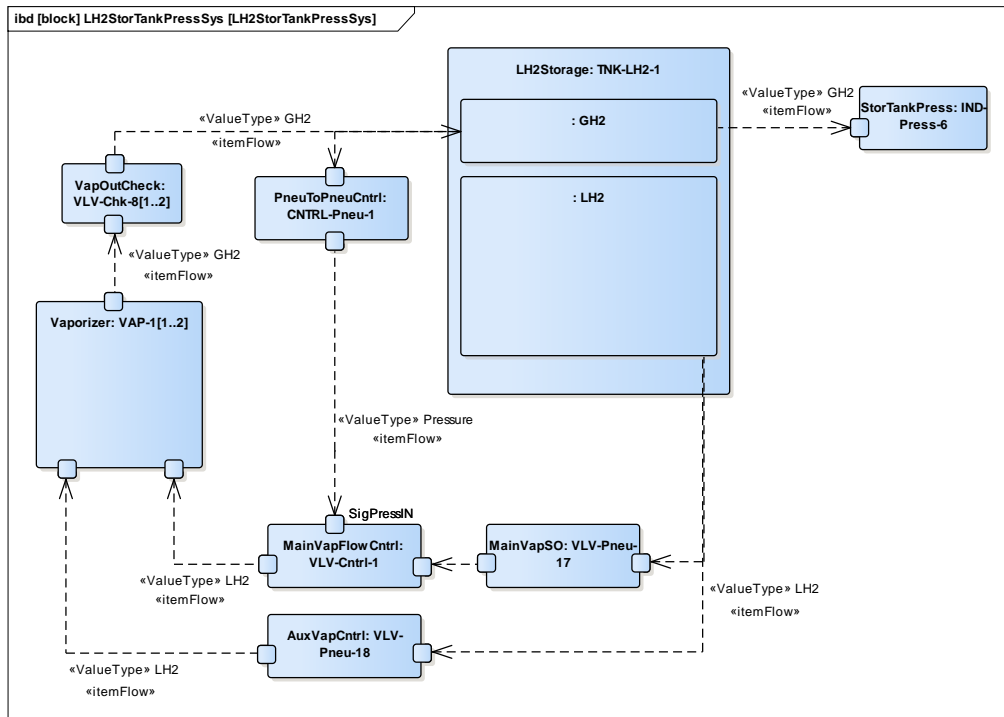 ibd [block] LH2StorTankPressSys [LH2StorTankPressSys]
LH2Storage: TNK-LH2-1
: GH2
«ValueType» GH2
«itemFlow»
StorTankPress: IND-
Press-6
«ValueType» GH2
«itemFlow»
VapOutCheck:
VLV-Chk-8[1..2]
PneuToPneuCntrl:
CNTRL-Pneu-1
: LH2
«ValueType» GH2
«itemFlow»
Vaporizer: VAP-1[1..2]
«ValueType» Pressure
«itemFlow»
SigPressIN
MainVapFlowCntrl:
VLV-Cntrl-1
MainVapSO: VLV-Pneu-
17
«ValueType» LH2
«itemFlow»
«ValueType» LH2
«itemFlow»
AuxVapCntrl: VLV-
Pneu-18
«ValueType» LH2
«itemFlow»